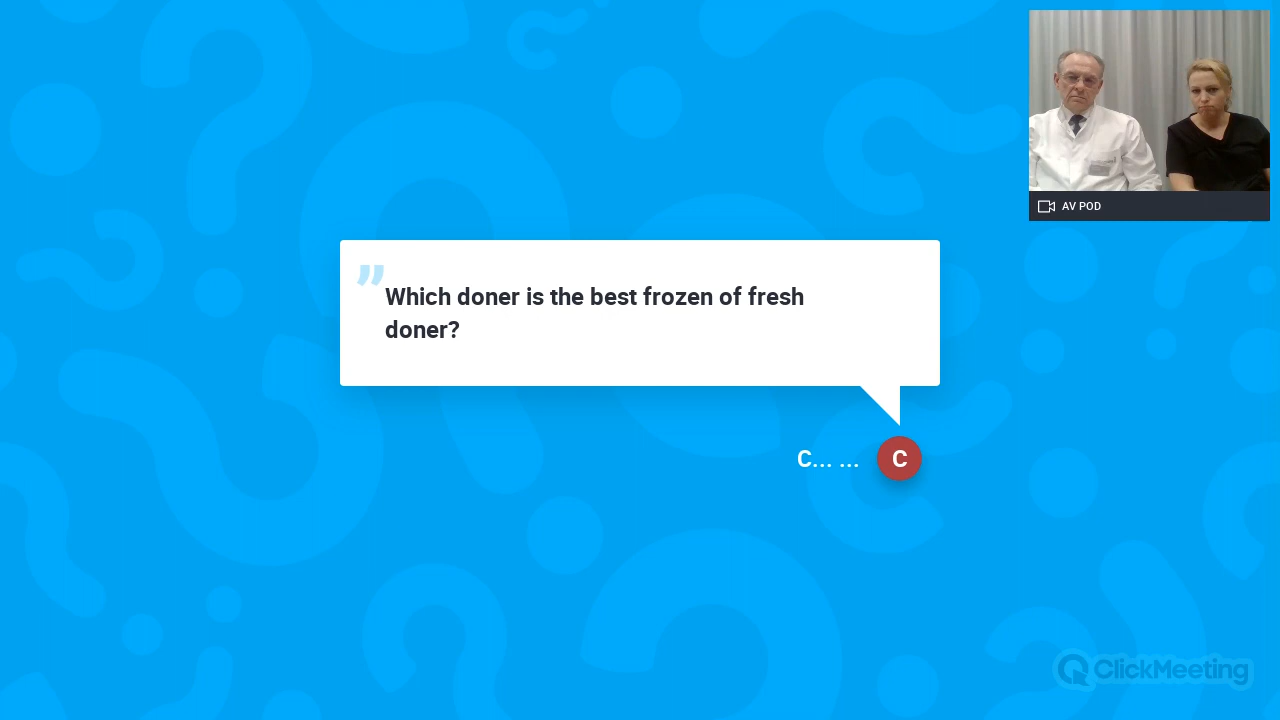 AV POD
Which doner is the best frozen of fresh
doner?
C... ...
C
ClickMeeting